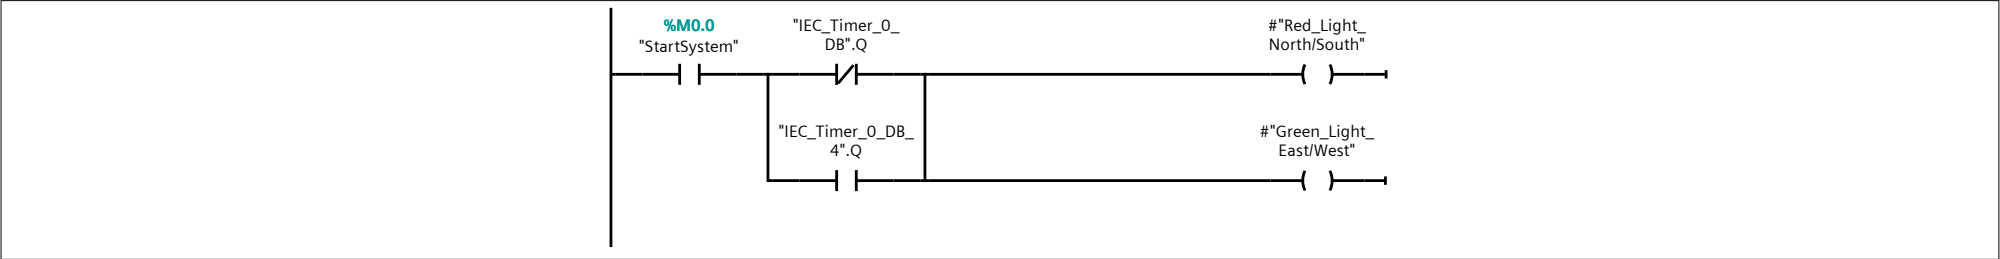 %M0.0
"StartSystem"
"IEC_Timer_0_
DB".Q
#"Red_Light_
North/South"
"IEC_Timer_0_DB_
4".Q
#"Green_Light_
East/West"